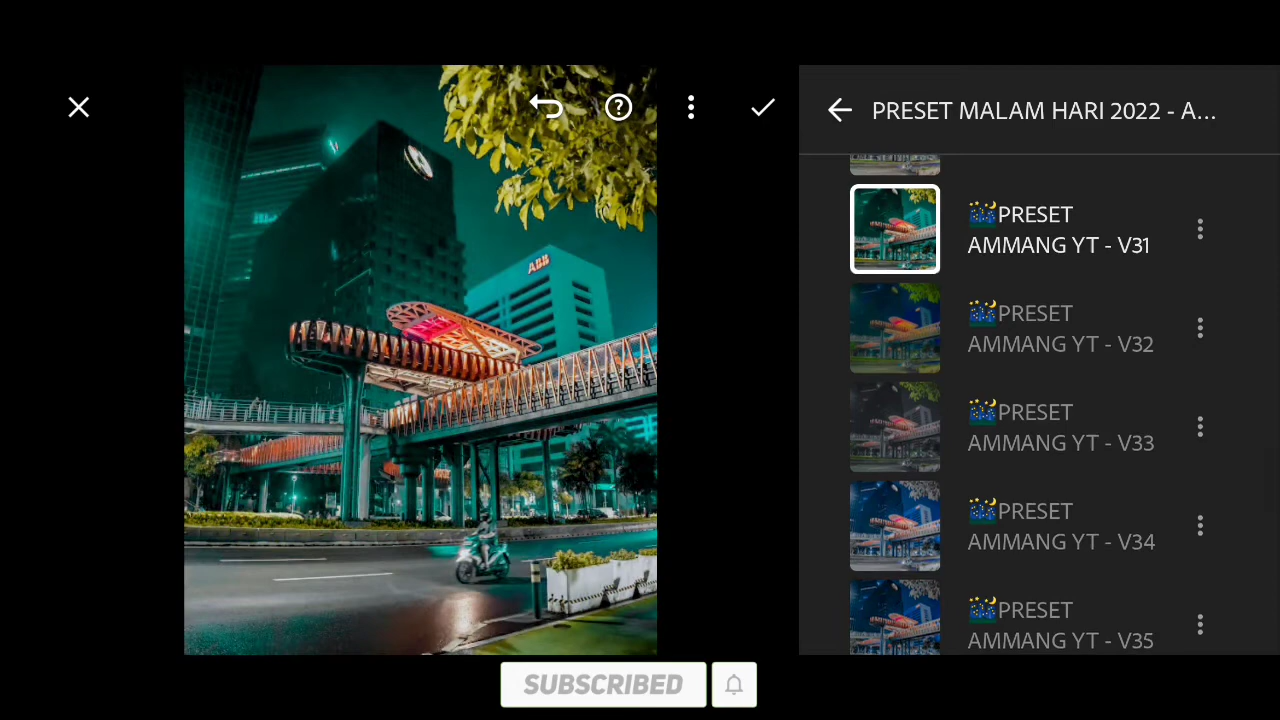 PRESET MALAM HARI 2022 - A...
PRESET
AMMANG YT - V31
PRESET
AMMANG YT - V32
PRESET
AMMANG YT - V33
PRESET
AMMANG YT - V34
PRESET
AMMANG YT - V35
ABB
SUBSCRIBED